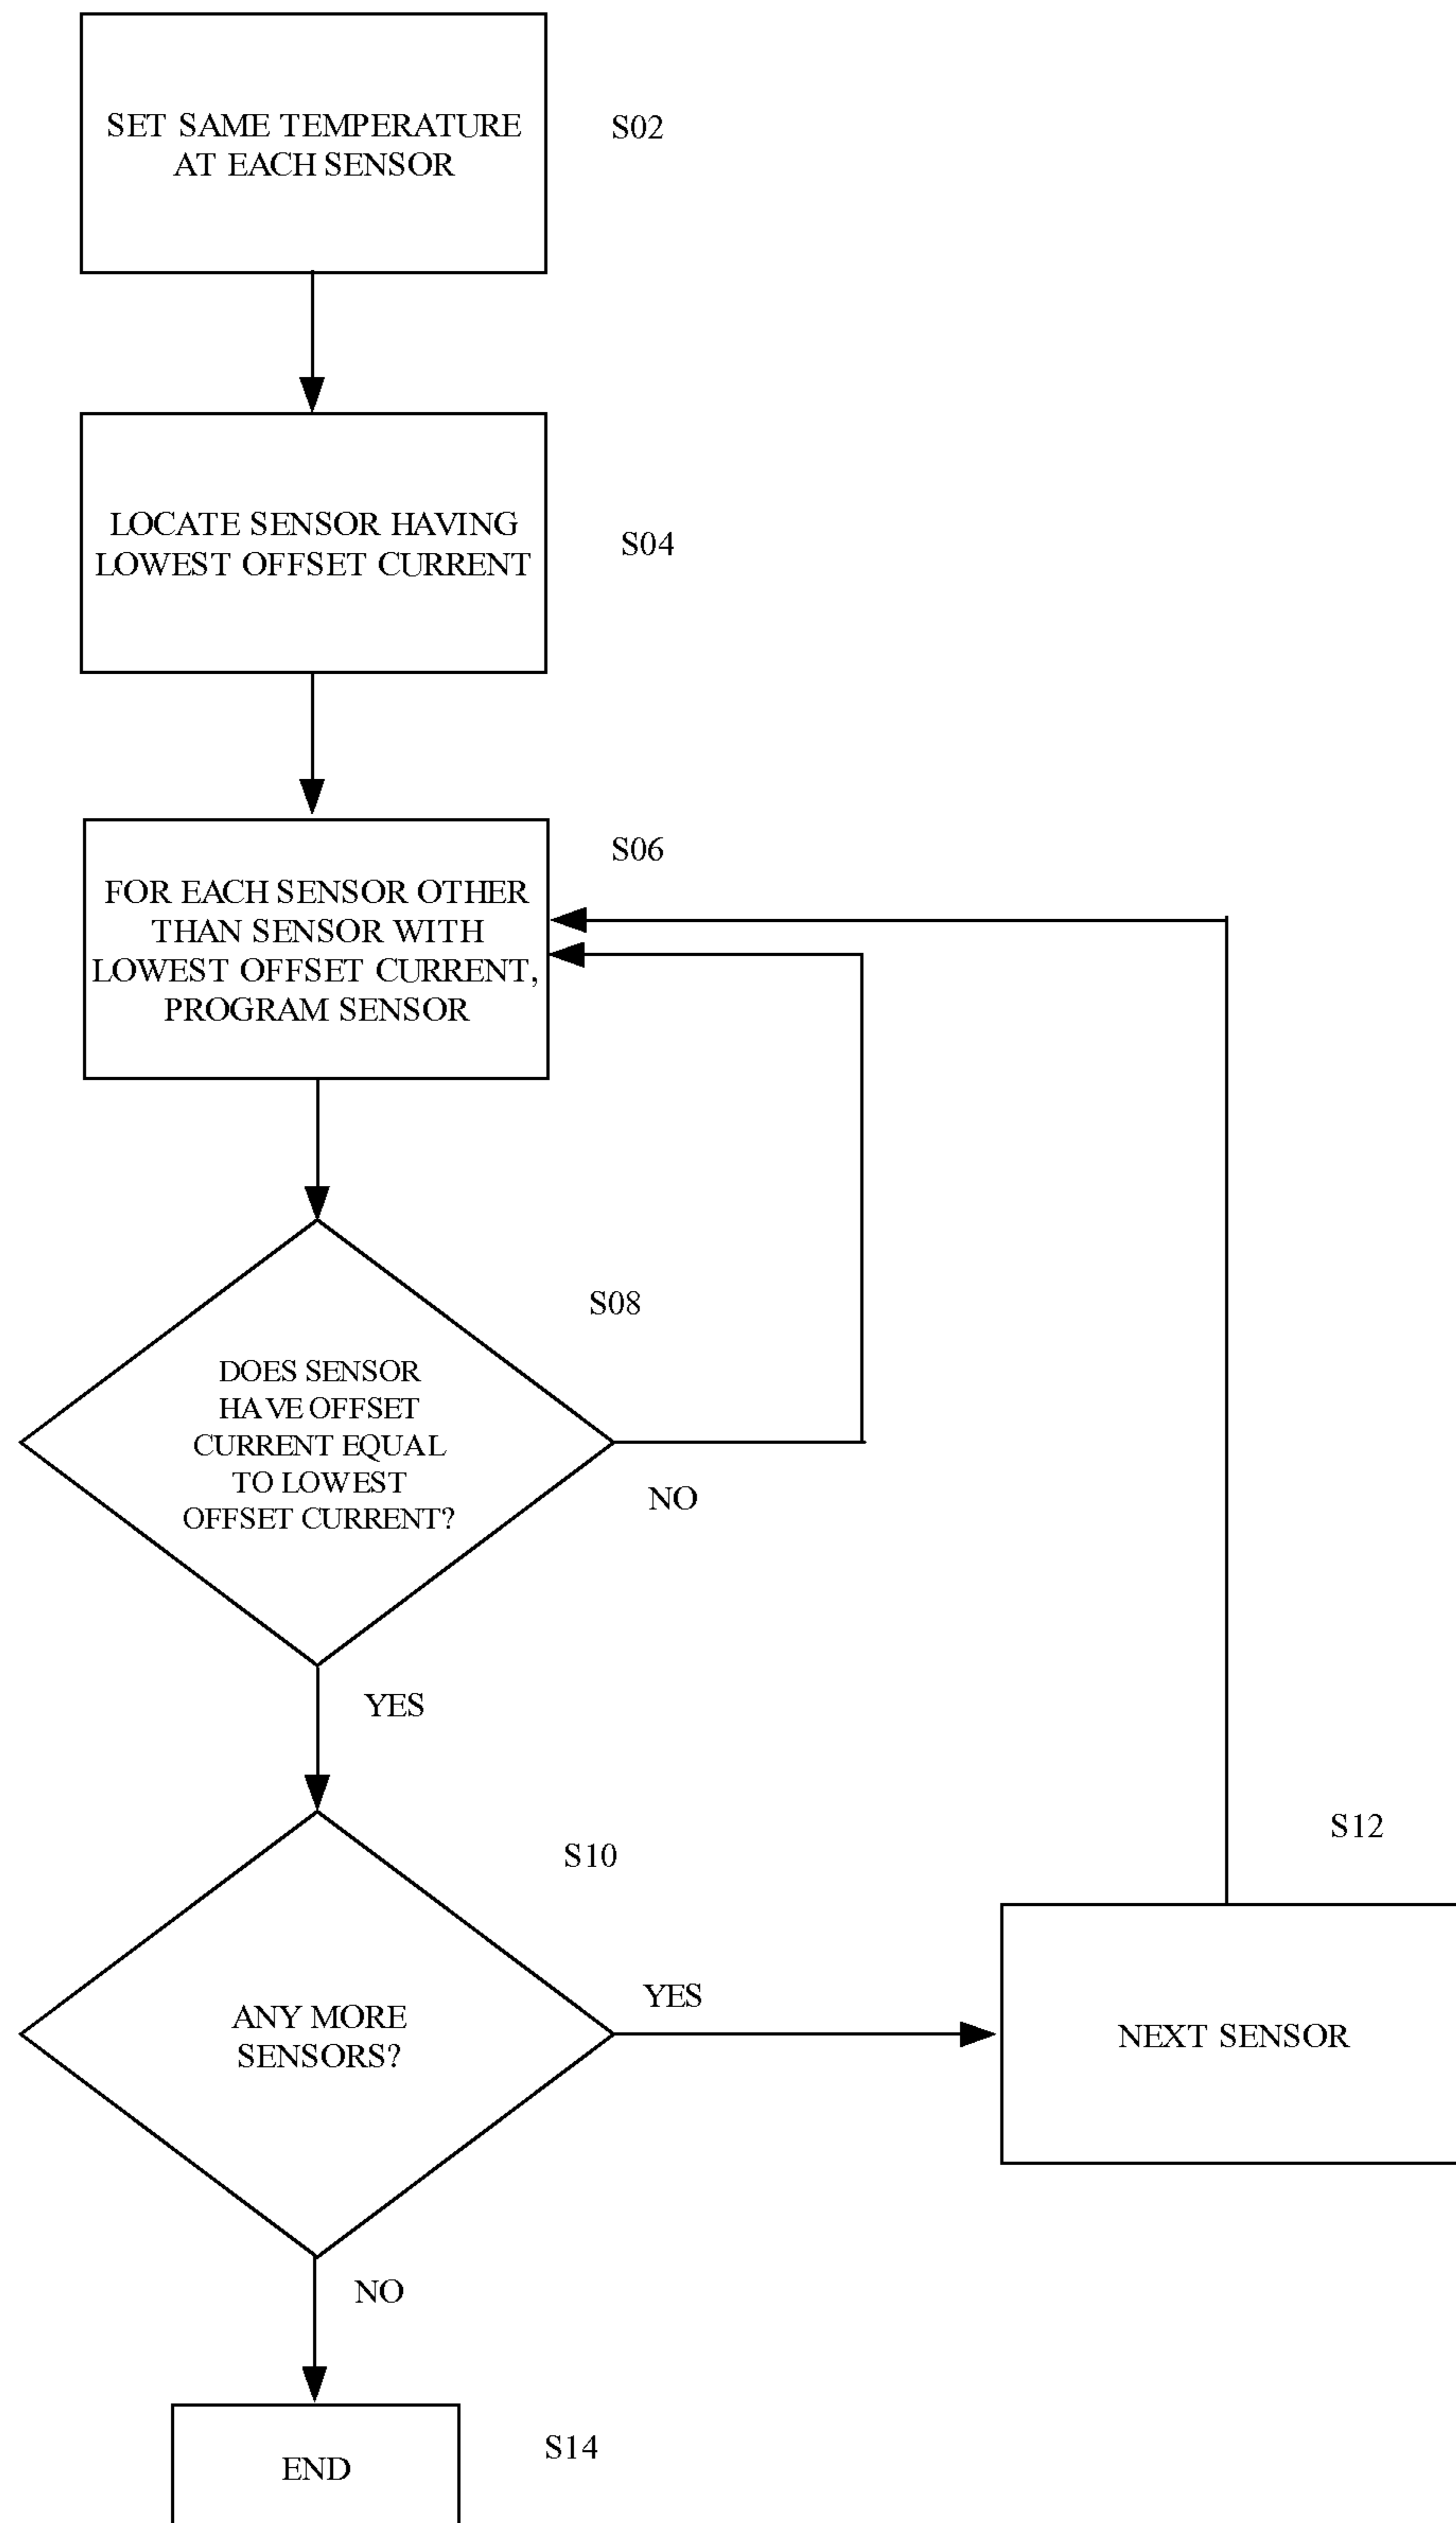 SET SAME TEMPERATURE
AT EACH SENSOR
S02
LOCATE SENSOR HAVING
LOWEST OFFSET CURRENT
S04
S06
FOR EACH SENSOR OTHER
THAN SENSOR WITH
LOWEST OFFSET CURRENT,
PROGRAM SENSOR
S08
DOES SENSOR
HAVE OFFSET
CURRENT EQUAL
TO LOWEST
OFFSET CURRENT?
NO
YES
S10
S12
ANY MORE
SENSORS?
YES
NEXT SENSOR
NO
END
S14